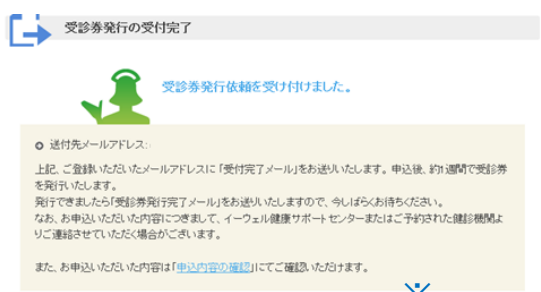 受診券発行の受付完了
受診券発行依頼を受け付けました。
送付先メールアドレス:
上記、ご登録いただいたメールアドレスに「受付完了メール」をお送りいたします。申込後、約1週間で受診券
を発行いたします。
発行できましたら「受診券発行完了メール」をお送りいたしますので、今しばらくお待ちください。
なお、お申込いただいた内容につきまして、イーウェル健康サポートセンターまたはご予約された健診機関よ
りご連絡させていただく場合がございます。
また、お申込いただいた内容は「申込内容の確認」にてご確認いただけます。
※